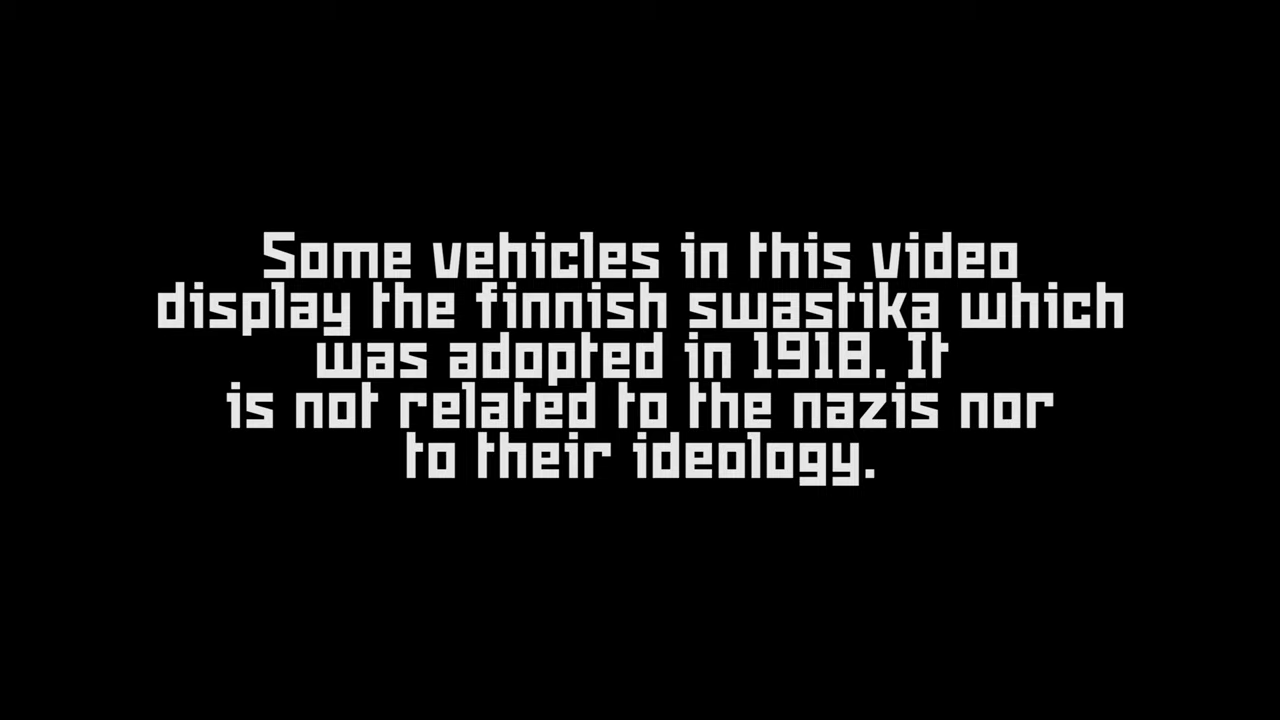 Some vehicles in this video
display the finnish swastika which
was adopted in 1918. It
is not related to the nazis nor
to their ideology.